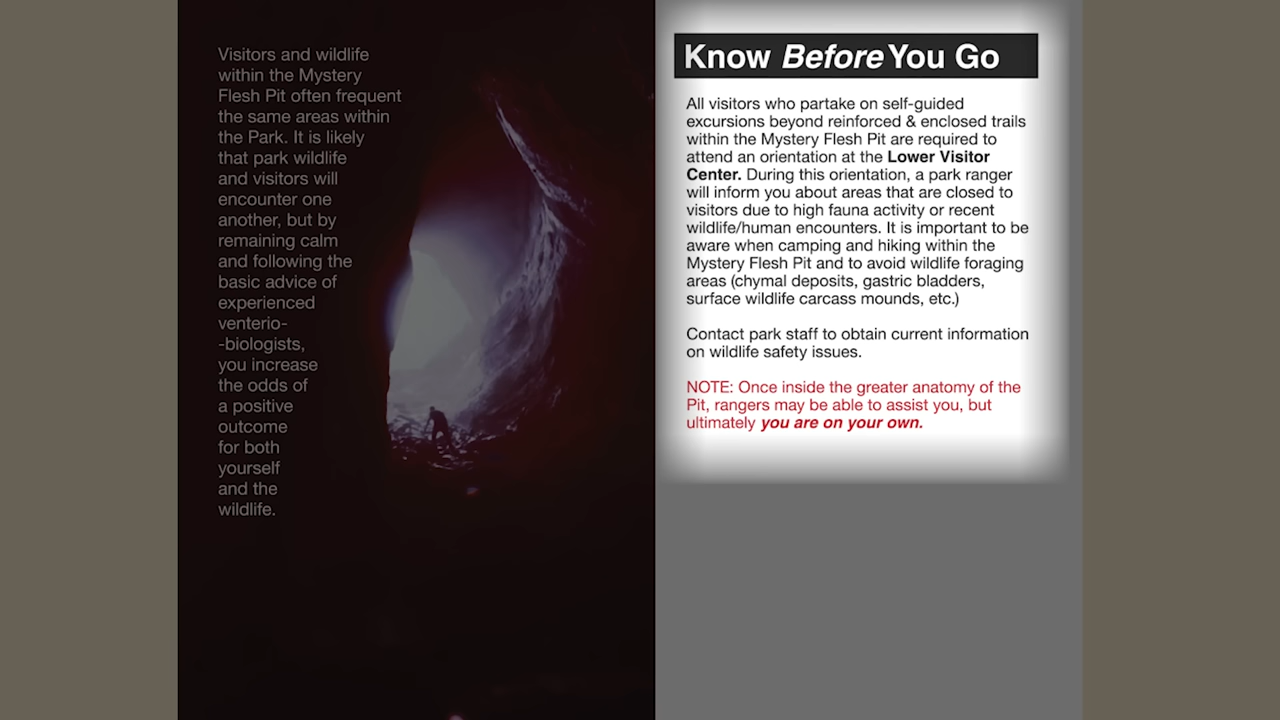 Visitors and wildlife
within the Mystery
Flesh Pit often frequent
the same areas within
the Park. It is likely
that park wildlife
and visitors will
encounter one
another, but by
remaining calm
and following the
basic advice of
experienced
venterio-
-biologists,
you increase
the odds of
a positive
outcome
for both
yourself
and the
wildlife.
Know Before You Go
All visitors who partake on self-guided
excursions beyond reinforced & enclosed trails
within the Mystery Flesh Pit are required to
attend an orientation at the Lower Visitor
Center. During this orientation, a park ranger
will inform you about areas that are closed to
visitors due to high fauna activity or recent
wildlife/human encounters. It is important to be
aware when camping and hiking within the
Mystery Flesh Pit and to avoid wildlife foraging
areas (chymal deposits, gastric bladders,
surface wildlife carcass mounds, etc.)
Contact park staff to obtain current information
on wildlife safety issues.
NOTE: Once inside the greater anatomy of the
Pit, rangers may be able to assist you, but
ultimately you are on your own.